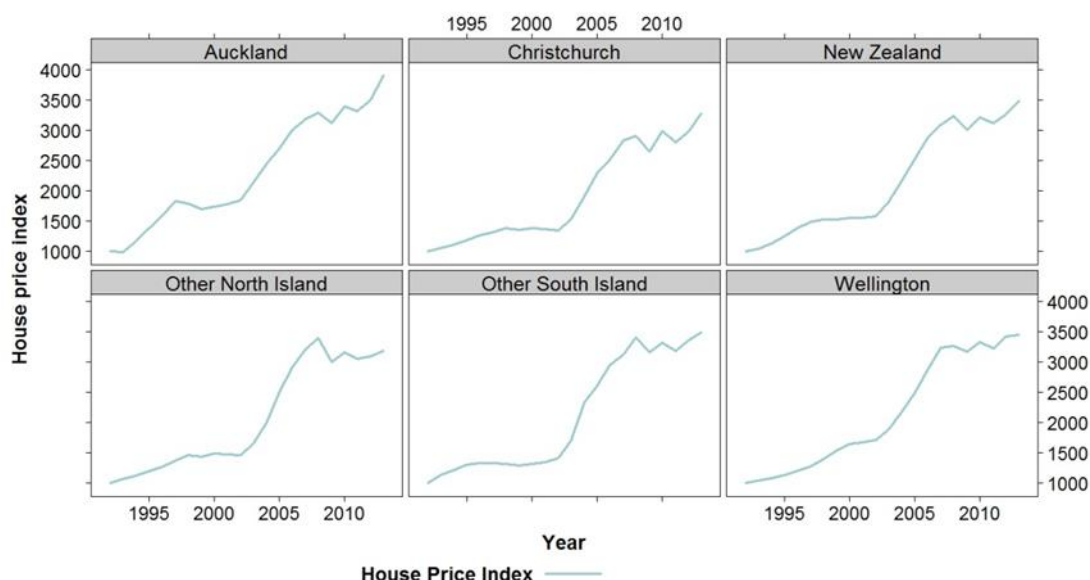 1995 2000 2005 2010
Auckland Christchurch New Zealand
4000
3500
3000
2500
2000
1500
1000
Other North Island Other South Island Wellington
4000
3500
3000
2500
2000
1500
1000
House price index
1995 2000 2005 2010 1995 2000 2005 2010
Year
House Price Index